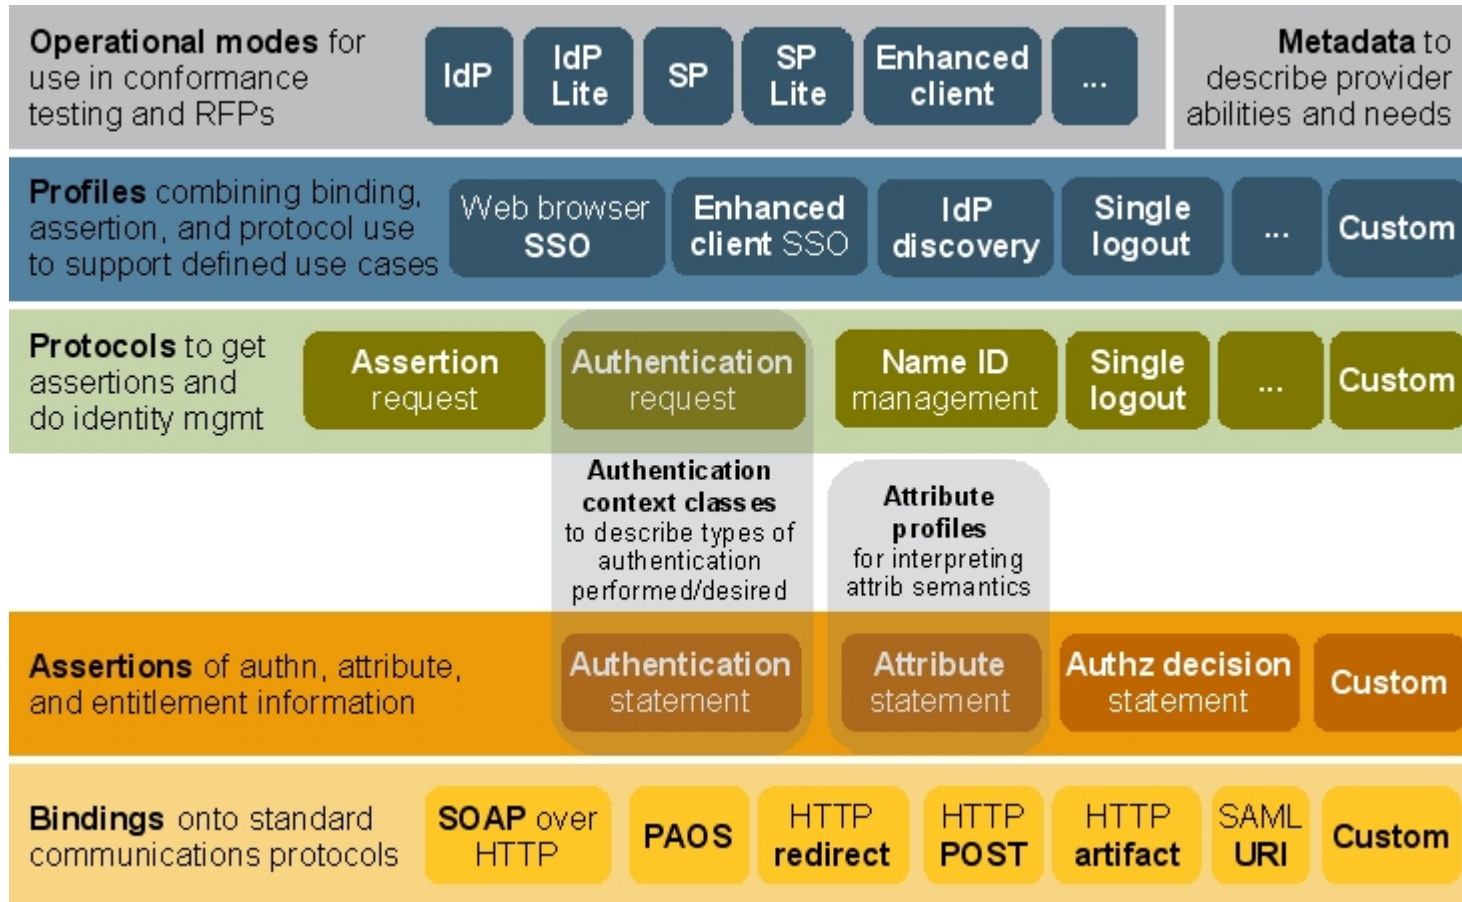 Operational modes for
use in conformance
testing and RFPs
IdP
IdP
Lite
SP
SP
Lite
Enhanced
client
...
Metadata to
describe provider
abilities and needs
Profiles combining binding,
assertion, and protocol use
to support defined use cases
Web browser
SSO
Enhanced
client SSO
IdP
discovery
Single
logout
...
Custom
Protocols to get
assertions and
do identity mgmt
Assertion
request
Authentication
request
Name ID
management
Single
logout
...
Custom
Authentication
context classes
to describe types of
authentication
performed/desired
Attribute
profiles
for interpreting
attrib semantics
Assertions of authn, attribute,
and entitlement information
Authentication
statement
Attribute
statement
Authz decision
statement
Custom
Bindings onto standard
communications protocols
SOAP over
HTTP
PAOS
HTTP
redirect
HTTP
POST
HTTP
artifact
SAML
URI
Custom